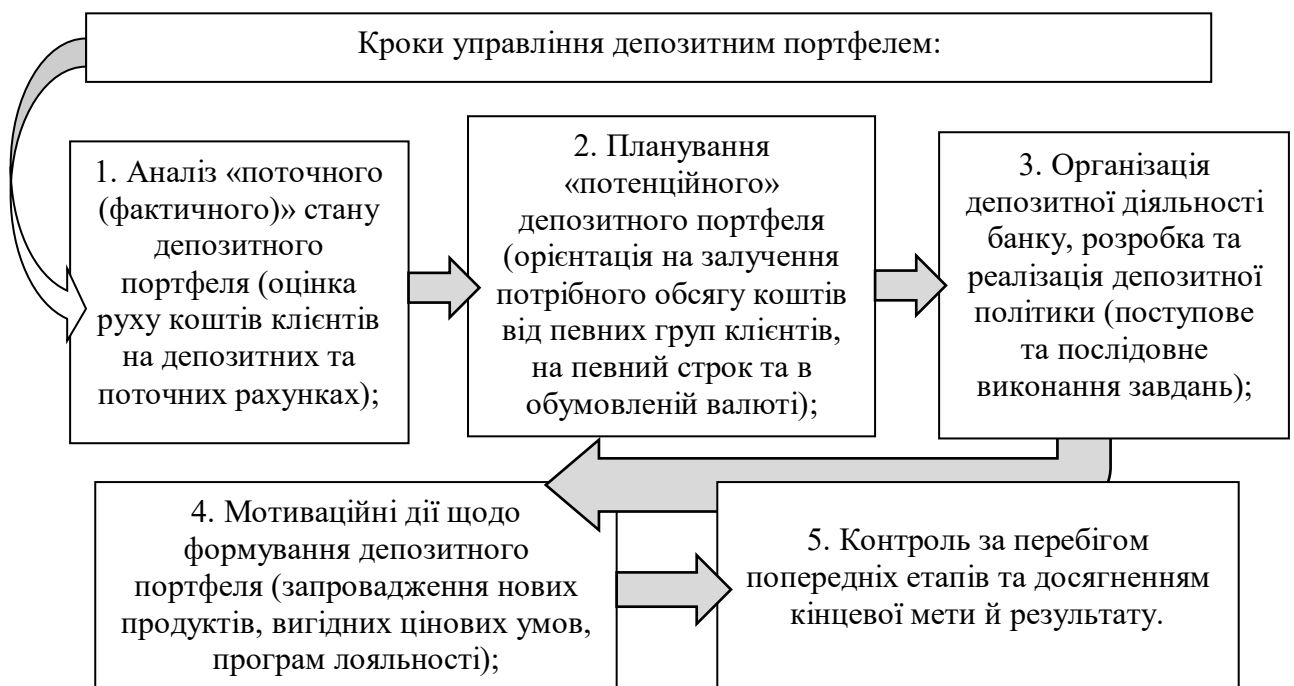 Кроки управління депозитним портфелем:
1. Аналіз «поточного
(фактичного)» стану
депозитного
портфеля (оцінка
руху коштів клієнтів
на депозитних та
поточних рахунках);
2. Планування
«потенційного»
депозитного портфеля
(орієнтація на залучення
потрібного обсягу коштів
від певних груп клієнтів,
на певний строк та в
обумовленій валюті);
3. Організація
депозитної діяльності
банку, розробка та
реалізація депозитної
політики (поступове
та послідовне
виконання завдань);
4. Мотиваційні дії щодо
формування депозитного
портфеля (запровадження нових
продуктів, вигідних цінових умов,
програм лояльності);
5. Контроль за перебігом
попередніх етапів та досягненням
кінцевої мети й результату.